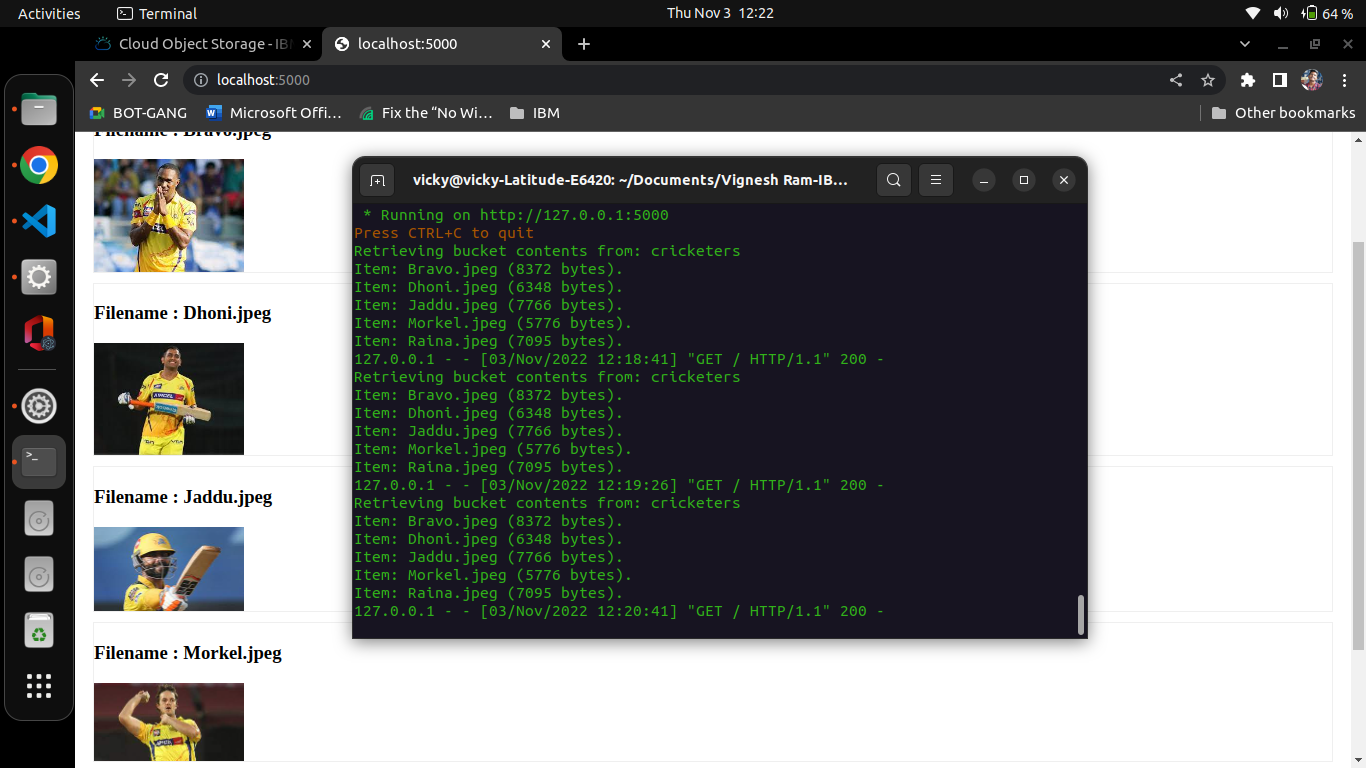 Activities
Terminal
Thu Nov 3 12:22
64 %
Cloud Object Storage - IB
localhost:5000
localhost:5000
BOT-GANG
Microsoft Offi…
Fix the “No Wi…
IBM
Other bookmarks
Filename : Bravo.jpeg
Filename : Dhoni.jpeg
Filename : Jaddu.jpeg
Filename : Morkel.jpeg
vicky@vicky-Latitude-E6420: ~/Documents/Vignesh Ram-IB…
* Running on http://127.0.0.1:5000
Press CTRL+C to quit
Retrieving bucket contents from: cricketers
Item: Bravo.jpeg (8372 bytes).
Item: Dhoni.jpeg (6348 bytes).
Item: Jaddu.jpeg (7766 bytes).
Item: Morkel.jpeg (5776 bytes).
Item: Raina.jpeg (7095 bytes).
127.0.0.1 - - [03/Nov/2022 12:18:41] "GET / HTTP/1.1" 200 -
Retrieving bucket contents from: cricketers
Item: Bravo.jpeg (8372 bytes).
Item: Dhoni.jpeg (6348 bytes).
Item: Jaddu.jpeg (7766 bytes).
Item: Morkel.jpeg (5776 bytes).
Item: Raina.jpeg (7095 bytes).
127.0.0.1 - - [03/Nov/2022 12:19:26] "GET / HTTP/1.1" 200 -
Retrieving bucket contents from: cricketers
Item: Bravo.jpeg (8372 bytes).
Item: Dhoni.jpeg (6348 bytes).
Item: Jaddu.jpeg (7766 bytes).
Item: Morkel.jpeg (5776 bytes).
Item: Raina.jpeg (7095 bytes).
127.0.0.1 - - [03/Nov/2022 12:20:41] "GET / HTTP/1.1" 200 -